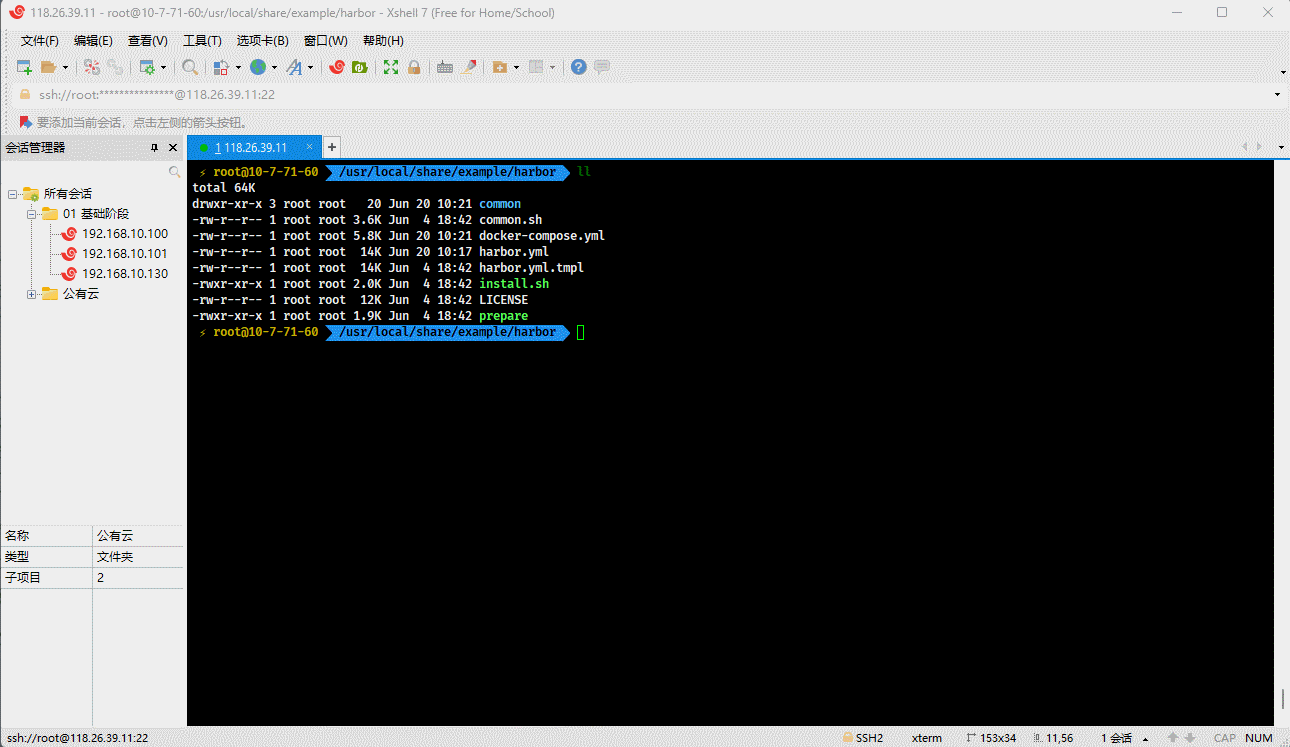 118.26.39.11 - root@10-7-71-60:/usr/local/share/example/harbor - Xshell 7 (Free for Home/School)
文件(F) 编辑(E) 查看(V) 工具(T) 选项卡(B) 窗口(W) 帮助(H)
ssh://root:***************@118.26.39.11:22
要添加当前会话，点击左侧的箭头按钮。
会话管理器
1 118.26.39.11 × +
所有会话
01 基础阶段
192.168.10.100
192.168.10.101
192.168.10.130
公有云
名称 公有云
类型 文件夹
子项目 2
⚡ root@10-7-71-60 /usr/local/share/example/harbor ll
total 64K
drwxr-xr-x 3 root root   20 Jun 20 10:21 common
-rw-r--r-- 1 root root 3.6K Jun  4 18:42 common.sh
-rw-r--r-- 1 root root 5.8K Jun 20 10:21 docker-compose.yml
-rw-r--r-- 1 root root  14K Jun 20 10:17 harbor.yml
-rw-r--r-- 1 root root  14K Jun  4 18:42 harbor.yml.tmpl
-rwxr-xr-x 1 root root 2.0K Jun  4 18:42 install.sh
-rw-r--r-- 1 root root  12K Jun  4 18:42 LICENSE
-rwxr-xr-x 1 root root 1.9K Jun  4 18:42 prepare
⚡ root@10-7-71-60 /usr/local/share/example/harbor
ssh://root@118.26.39.11:22 SSH2 xterm 153x34 11,56 1 会话 CAP NUM